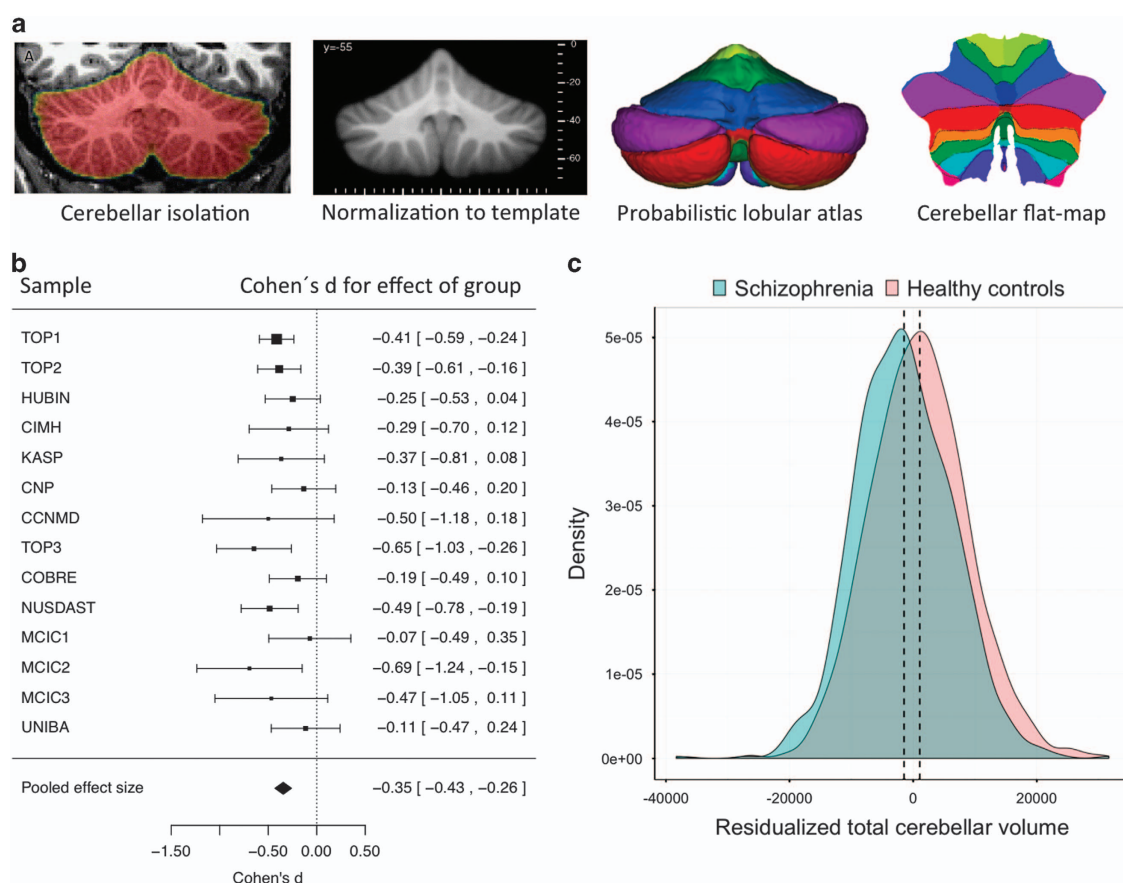 a
A
y=-55
0
-20
-40
-60
Cerebellar isolation
Normalization to template
Probabilistic lobular atlas
Cerebellar flat-map
b
Sample Cohen´s d for effect of group
TOP1 −0.41 [ −0.59 , −0.24 ]
TOP2 −0.39 [ −0.61 , −0.16 ]
HUBIN −0.25 [ −0.53 , 0.04 ]
CIMH −0.29 [ −0.70 , 0.12 ]
KASP −0.37 [ −0.81 , 0.08 ]
CNP −0.13 [ −0.46 , 0.20 ]
CCNMD −0.50 [ −1.18 , 0.18 ]
TOP3 −0.65 [ −1.03 , −0.26 ]
COBRE −0.19 [ −0.49 , 0.10 ]
NUSDAST −0.49 [ −0.78 , −0.19 ]
MCIC1 −0.07 [ −0.49 , 0.35 ]
MCIC2 −0.69 [ −1.24 , −0.15 ]
MCIC3 −0.47 [ −1.05 , 0.11 ]
UNIBA −0.11 [ −0.47 , 0.24 ]
Pooled effect size −0.35 [ −0.43 , −0.26 ]
−1.50 −0.50 0.00 0.50
Cohen's d
c
Schizophrenia Healthy controls
5e-05
4e-05
3e-05
2e-05
1e-05
0e+00
Density
-40000 -20000 0 20000
Residualized total cerebellar volume